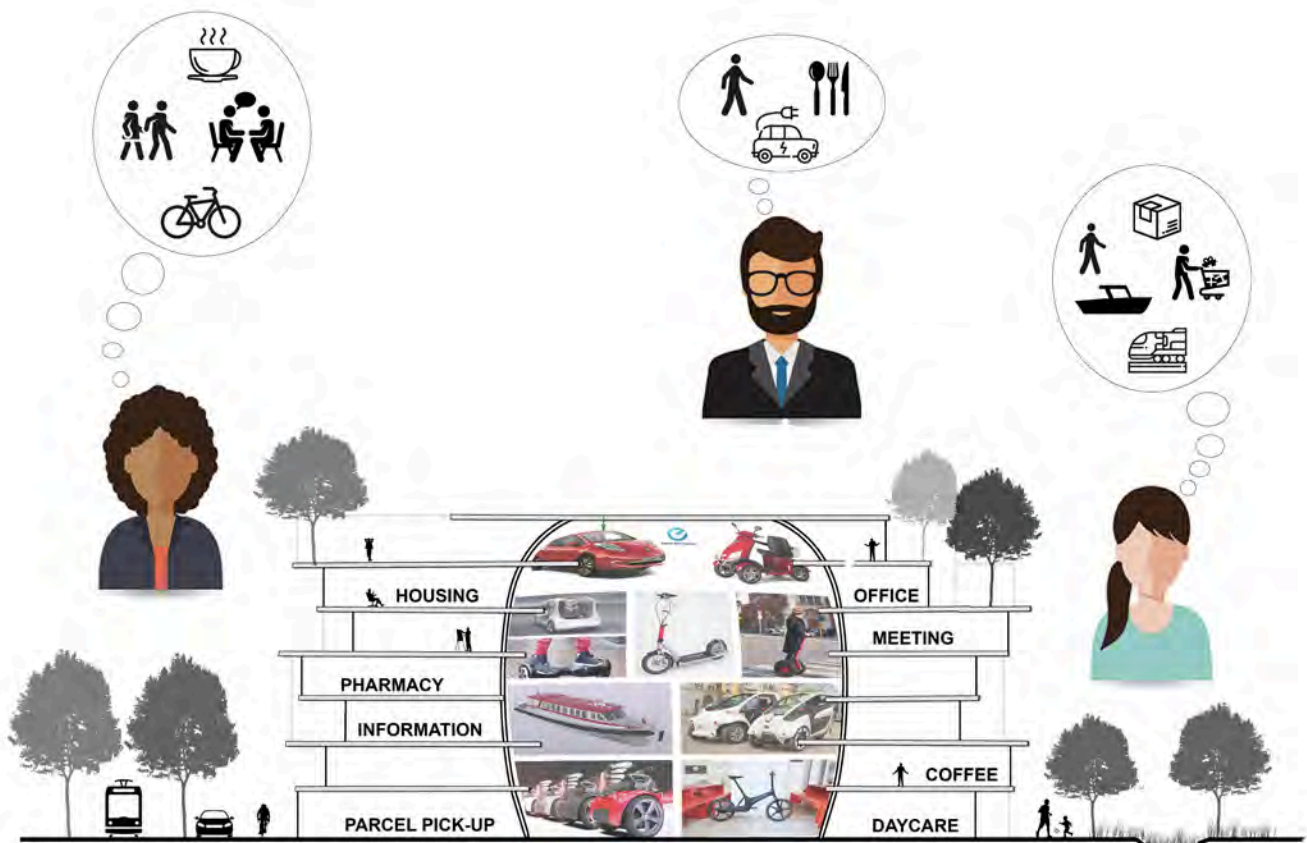 HOUSING
OFFICE
MEETING
PHARMACY
INFORMATION
COFFEE
PARCEL PICK-UP
DAYCARE